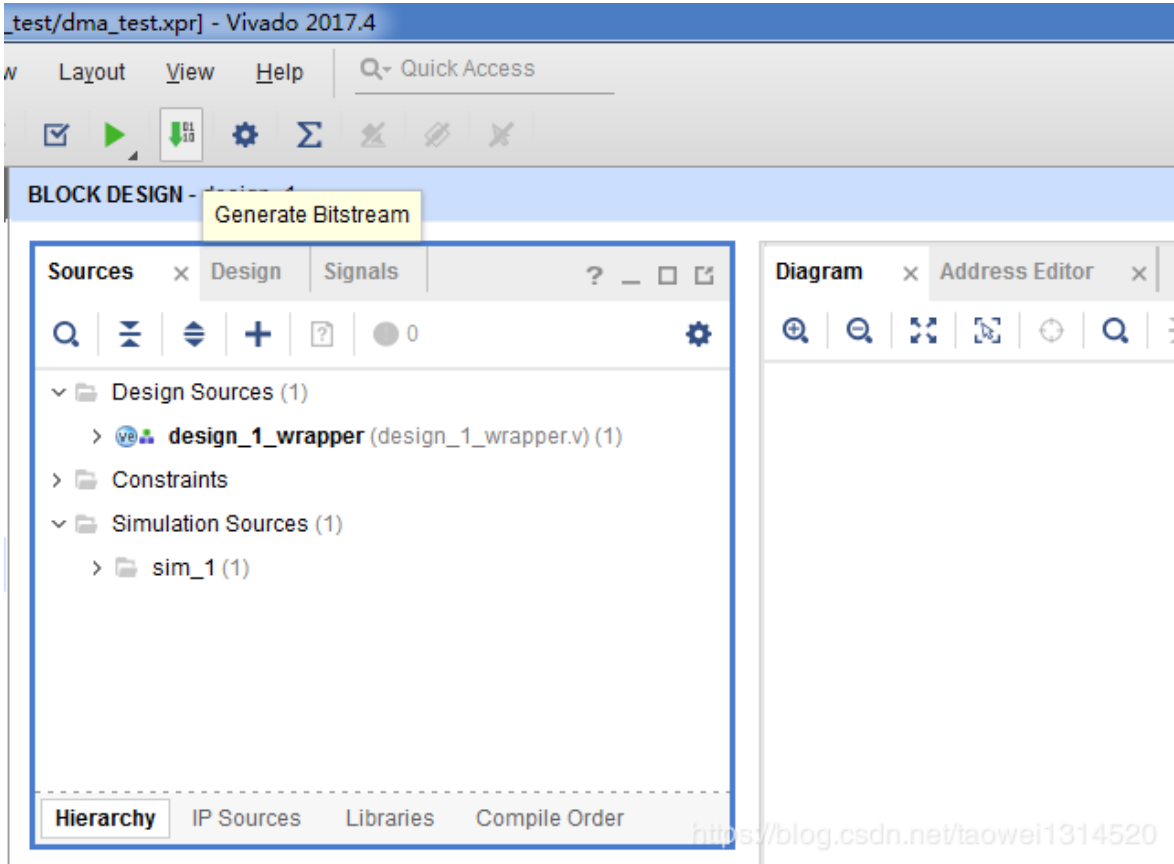 _test/dma_test.xpr] - Vivado 2017.4
w Layout View Help Quick Access
BLOCK DESIGN - design_1
Generate Bitstream
Sources Design Signals
0
Design Sources (1)
design_1_wrapper (design_1_wrapper.v) (1)
Constraints
Simulation Sources (1)
sim_1 (1)
Hierarchy IP Sources Libraries Compile Order
Diagram Address Editor
https://blog.csdn.net/taowei1314520